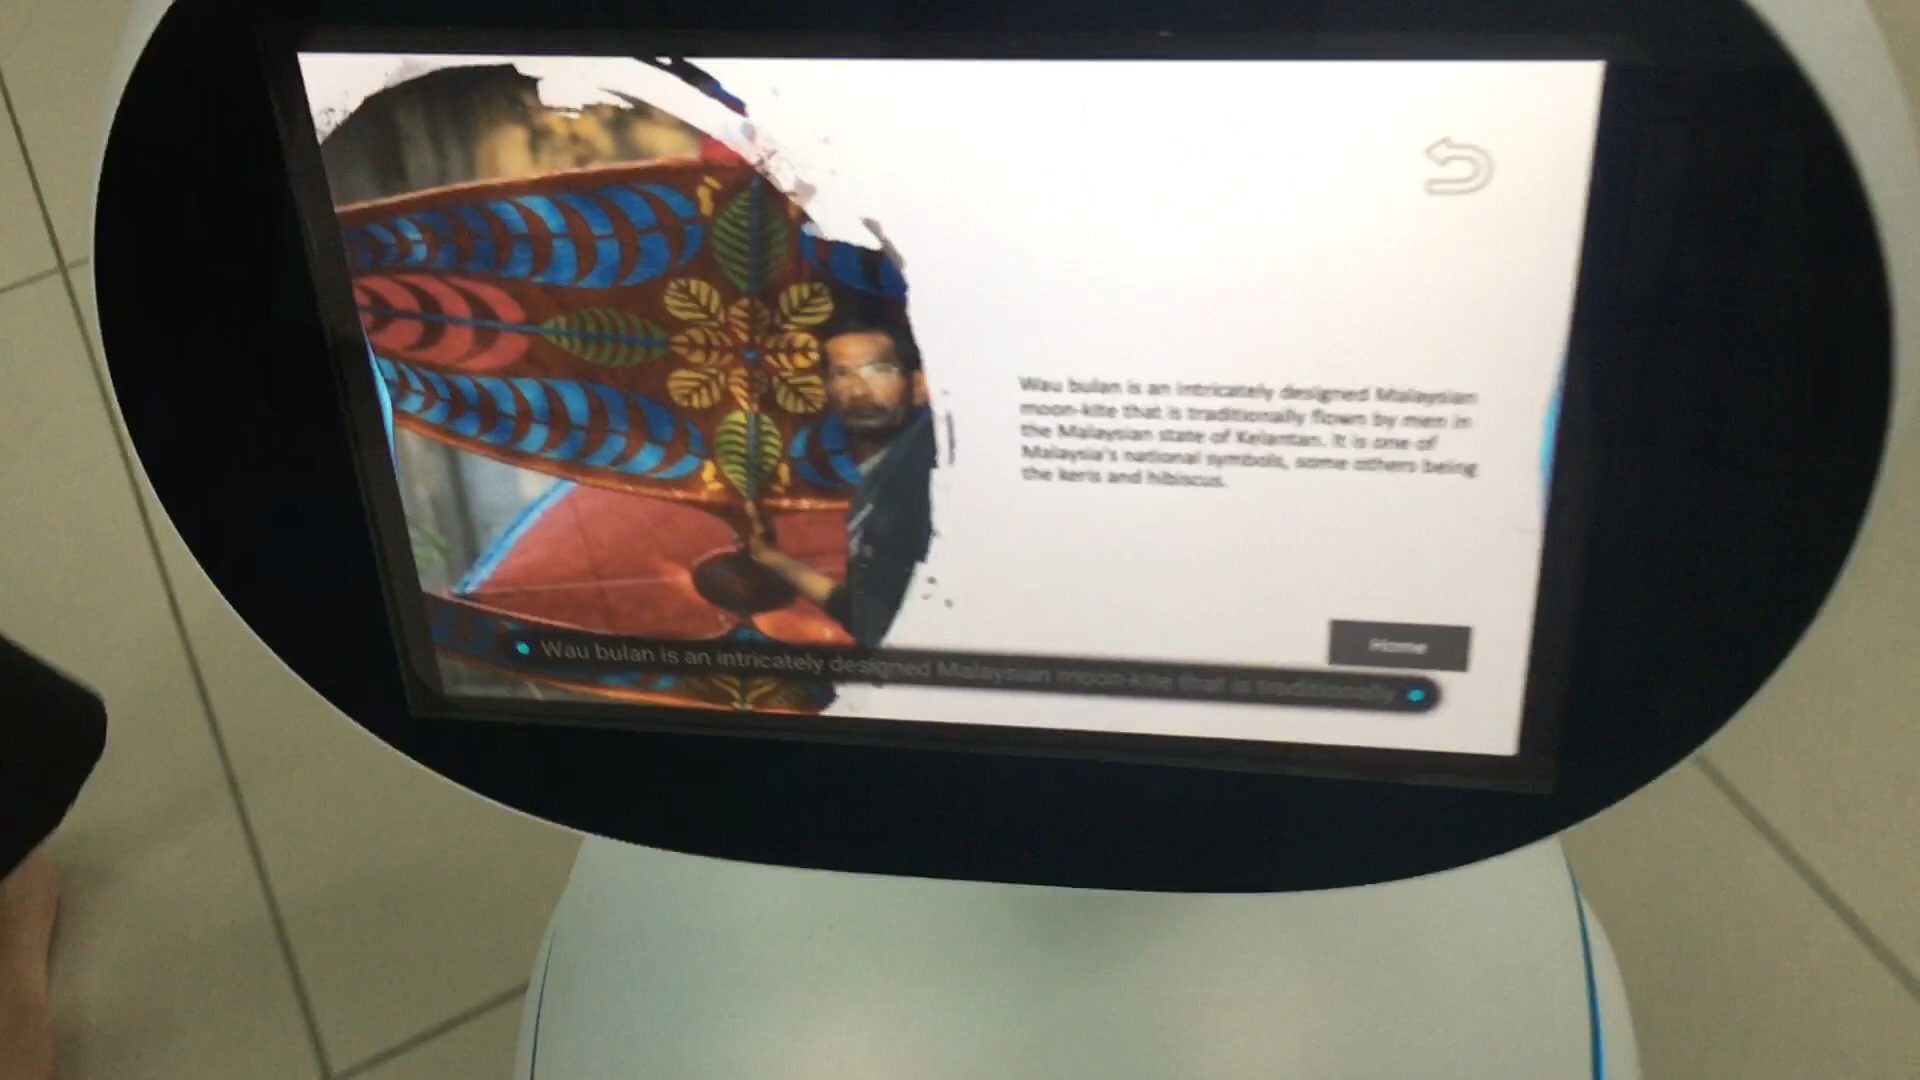 Wau bulan is an intricately designed Malaysian
moon-kite that is traditionally flown by men in
the Malaysian state of Kelantan. It is one of
Malaysia's national symbols, some others being
the keris and hibiscus.
Home
Wau bulan is an intricately designed Malaysian moon-kite that is traditionally